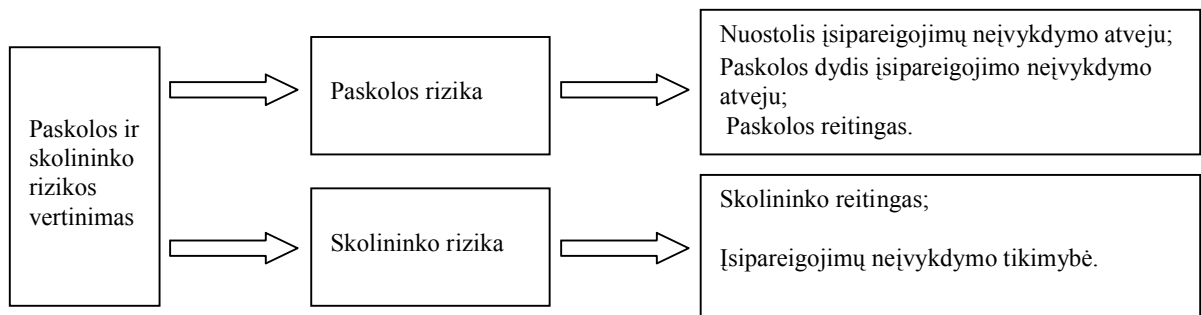 Paskolos ir
skolininko
rizikos
vertinimas
Paskolos rizika
Nuostolis įsipareigojimų neįvykdymo atveju;
Paskolos dydis įsipareigojimo neįvykdymo
atveju;
Paskolos reitingas.
Skolininko rizika
Skolininko reitingas;
Įsipareigojimų neįvykdymo tikimybė.